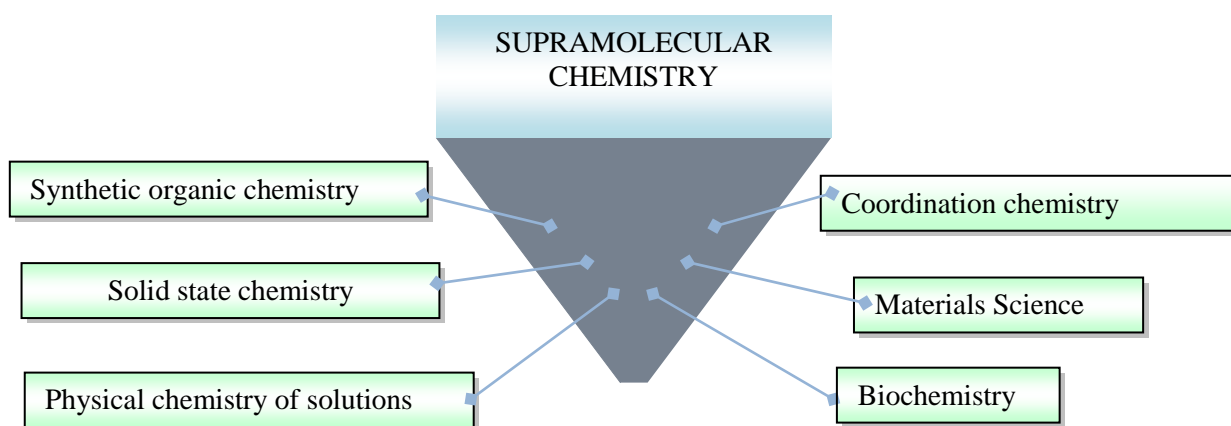 SUPRAMOLECULAR
CHEMISTRY
Synthetic organic chemistry
Coordination chemistry
Solid state chemistry
Materials Science
Physical chemistry of solutions
Biochemistry